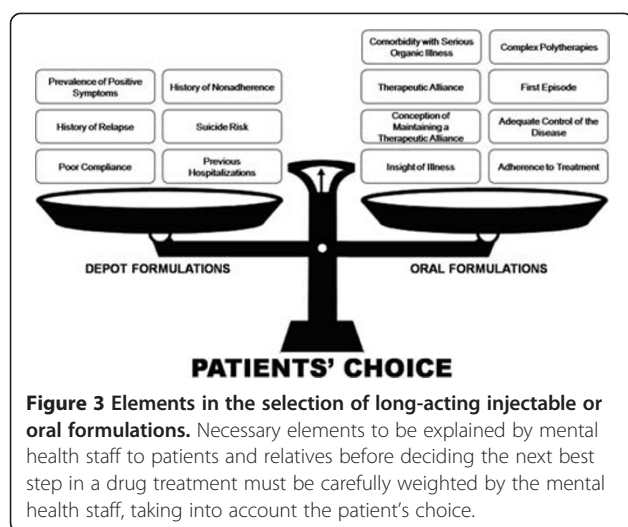 Comorbidity with Serious
Organic Illness
Complex Polytherapies
Prevalence of Positive
Symptoms
History of Nonadherence
Therapeutic Alliance
First Episode
History of Relapse
Suicide Risk
Conception of
Maintaining a
Therapeutic Alliance
Adequate Control of the
Disease
Poor Compliance
Previous
Hospitalizations
Insight of Illness
Adherence to Treatment
DEPOT FORMULATIONS
ORAL FORMULATIONS
PATIENTS' CHOICE
Figure 3 Elements in the selection of long-acting injectable or
oral formulations. Necessary elements to be explained by mental
health staff to patients and relatives before deciding the next best
step in a drug treatment must be carefully weighted by the mental
health staff, taking into account the patient's choice.